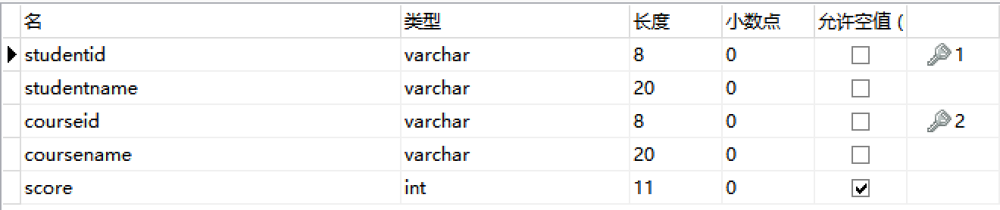 名 类型 长度 小数点 允许空值 (
studentid varchar 8 0 1
studentname varchar 20 0
courseid varchar 8 0 2
coursename varchar 20 0
score int 11 0